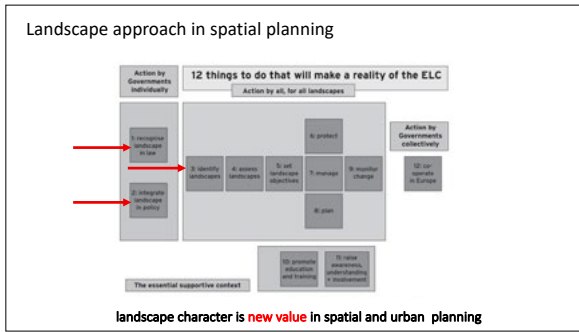 Landscape approach in spatial planning
Action by
Governments
individually
12 things to do that will make a reality of the ELC
Action by all, for all landscapes
1: recognise
landscape
in law
2: integrate
landscape
in policy
3: identify
landscapes
4: assess
landscapes
5: set
landscape
objectives
6: protect
7: manage
8: plan
9: monitor
change
Action by
Governments
collectively
12: co-
operate
in Europe
10: promote
education
and training
11: raise
awareness,
understanding
+ involvement
The essential supportive context
landscape character is new value in spatial and urban planning